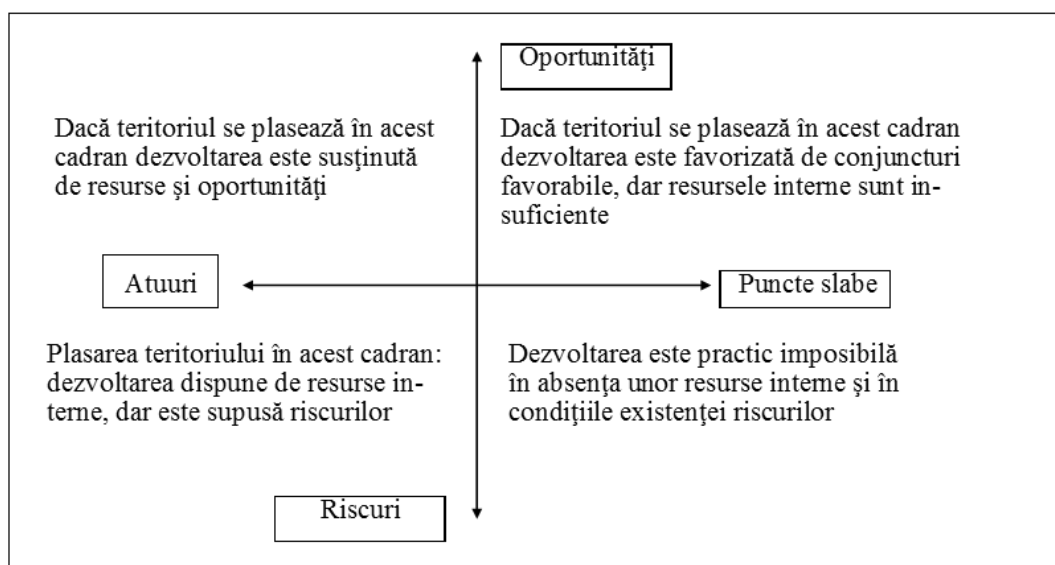 Oportunităţi
Dacă teritoriul se plasează în acest
cadran dezvoltarea este susţinută
de resurse şi oportunităţi
Dacă teritoriul se plasează în acest cadran
dezvoltarea este favorizată de conjuncturi
favorabile, dar resursele interne sunt in-
suficiente
Atuuri
Puncte slabe
Plasarea teritoriului în acest cadran:
dezvoltarea dispune de resurse in-
terne, dar este supusă riscurilor
Dezvoltarea este practic imposibilă
în absenţa unor resurse interne şi în
condiţiile existenţei riscurilor
Riscuri